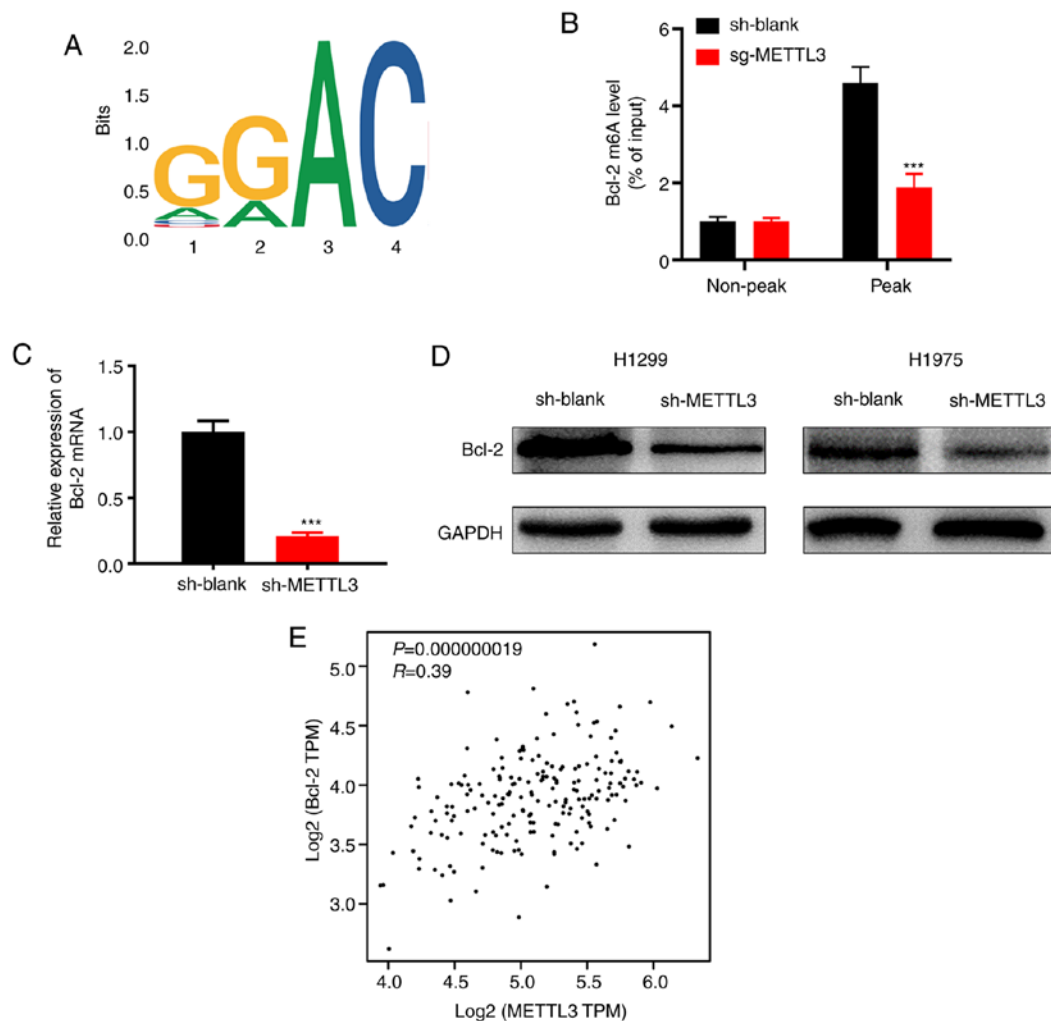 A
Bits
2.0
1.5
1.0
0.5
0.0
G
A
G
A
A
C
1 2 3 4
B
Bcl-2 m6A level
(% of input)
6
4
2
0
sh-blank
sg-METTL3
***
Non-peak Peak
C
Relative expression of
Bcl-2 mRNA
1.5
1.0
0.5
0.0
***
sh-blank sh-METTL3
D
H1299 H1975
sh-blank sh-METTL3 sh-blank sh-METTL3
Bcl-2
GAPDH
E
P=0.000000019
R=0.39
Log2 (Bcl-2 TPM)
5.0
4.5
4.0
3.5
3.0
4.0 4.5 5.0 5.5 6.0
Log2 (METTL3 TPM)